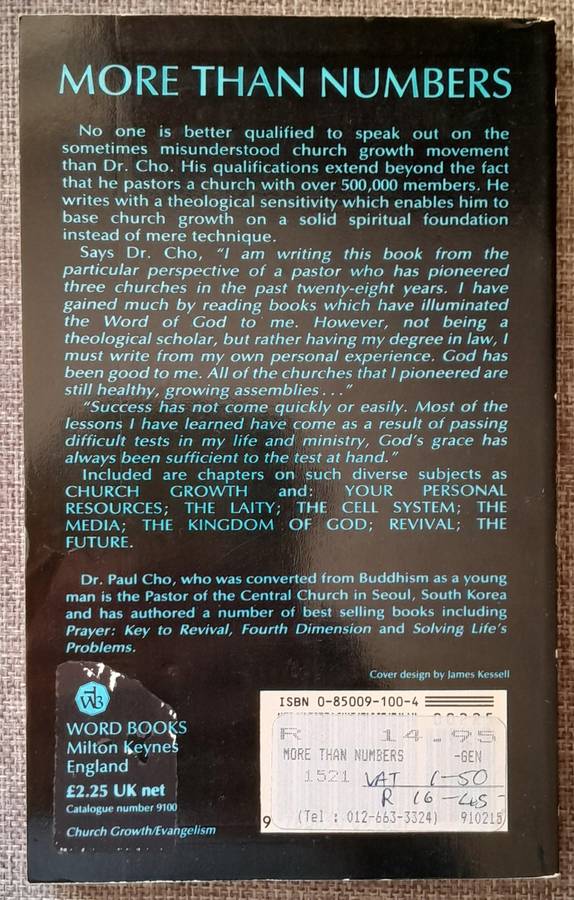 MORE THAN NUMBERS
No one is better qualified to speak out on the
sometimes misunderstood church growth movement
than Dr. Cho. His qualifications extend beyond the fact
that he pastors a church with over 500,000 members. He
writes with a theological sensitivity which enables him to
base church growth on a solid spiritual foundation
instead of mere technique.
Says Dr. Cho, "I am writing this book from the
particular perspective of a pastor who has pioneered
three churches in the past twenty-eight years. I have
gained much by reading books which have illuminated
the Word of God to me. However, not being a
theological scholar, but rather having my degree in law, I
must write from my own personal experience. God has
been good to me. All of the churches that I pioneered are
still healthy, growing assemblies..."
"Success has not come quickly or easily. Most of the
lessons I have learned have come as a result of passing
difficult tests in my life and ministry, God's grace has
always been sufficient to the test at hand."
Included are chapters on such diverse subjects as
CHURCH GROWTH and: YOUR PERSONAL
RESOURCES; THE LAITY; THE CELL SYSTEM; THE
MEDIA; THE KINGDOM OF GOD; REVIVAL; THE
FUTURE.
Dr. Paul Cho, who was converted from Buddhism as a young
man is the Pastor of the Central Church in Seoul, South Korea
and has authored a number of best selling books including
Prayer: Key to Revival, Fourth Dimension and Solving Life's
Problems.
Cover design by James Kessell
WB
WORD BOOKS
Milton Keynes
England
£2.25 UK net
Catalogue number 9100
Church Growth/Evangelism
ISBN 0-85009-100-4
R 14.95
MORE THAN NUMBERS -GEN
1521 VAT 1-50
R 16-45
9 (Tel : 012-663-3324) 910215